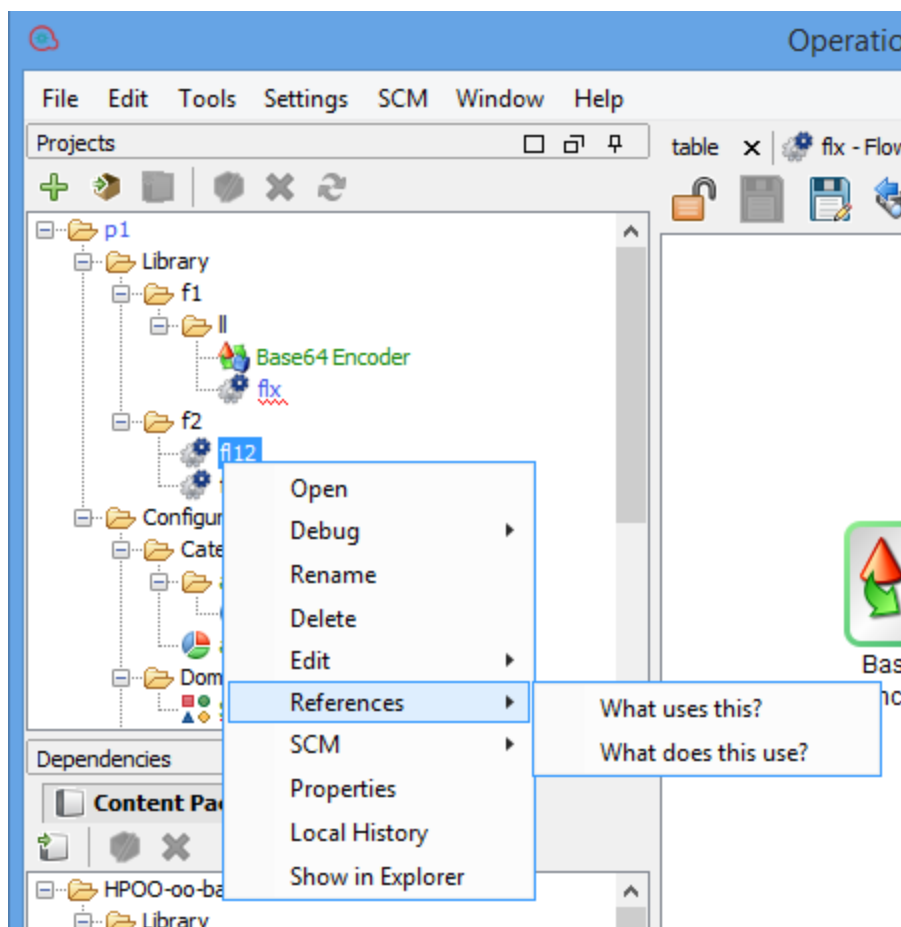 Operatio
File Edit Tools Settings SCM Window Help
Projects
table flx - Flow
p1
Library
f1
ll
Base64 Encoder
flx
f2
fl12
Configur
Cate
Dom
Open
Debug
Rename
Delete
Edit
References
SCM
Properties
Local History
Show in Explorer
What uses this?
What does this use?
Bas
nc
Dependencies
Content Pa
HPOO-oo-ba
Library